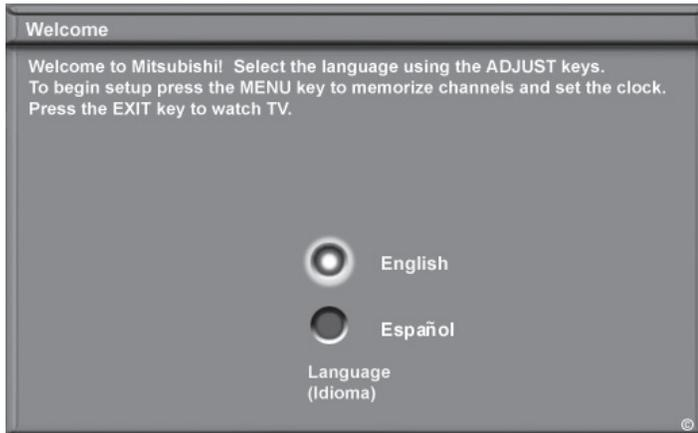 Welcome
Welcome to Mitsubishi! Select the language using the ADJUST keys.
To begin setup press the MENU key to memorize channels and set the clock.
Press the EXIT key to watch TV.
English
Español
Language
(Idioma)
©